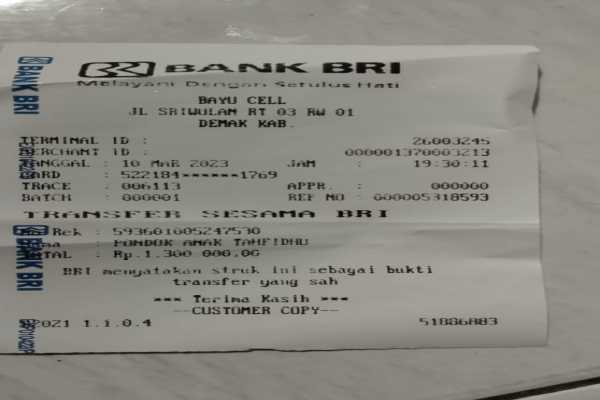 BANK BRI
Melayani Dengan Setulus Hati
BAYU CELL
JL SRIWULAN RT 03 RW 01
DEMAK KAB.
TERMINAL ID : 26003245
MERCHANT ID : 000001370003213
TANGGAL : 10 MAR 2023 JAM : 19:30:11
CARD : 522184******1769
TRACE : 006113 APPR. : 000000
BATCH : 000001 REF NO : 000005318593
TRANSFER SESAMA BRI
Rek : 593601005247530
: PONDOK ANAK TAHFIDHU
TOTAL : Rp.1.300.000,00
BRI menyatakan struk ini sebagai bukti
transfer yang sah
*** Terima Kasih ***
--CUSTOMER COPY--
1.1.0.4 51886883
BANK BRI
BANK BRI